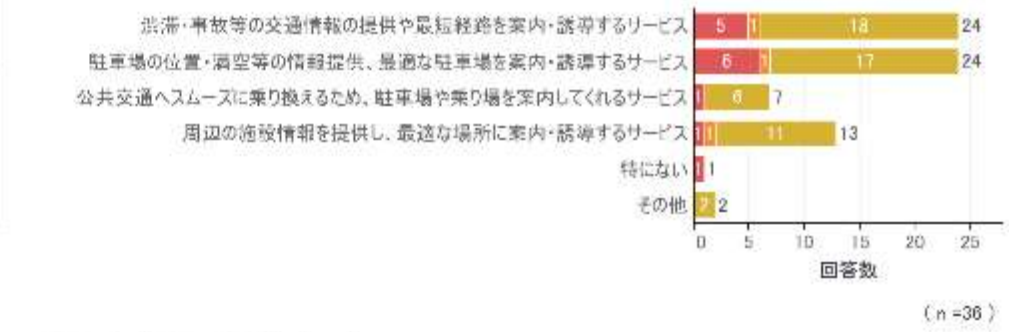 渋滞・事故等の交通情報の提供や最短経路を案内・誘導するサービス 5 1 18 24
駐車場の位置・満空等の情報提供、最適な駐車場を案内・誘導するサービス 6 1 17 24
公共交通へスムーズに乗り換えるため、駐車場や乗り場を案内してくれるサービス 1 6 7
周辺の施設情報を提供し、最適な場所に案内・誘導するサービス 1 1 11 13
特にない 1 1
その他 2 2
0 5 10 15 20 25
回答数
( n =36 )